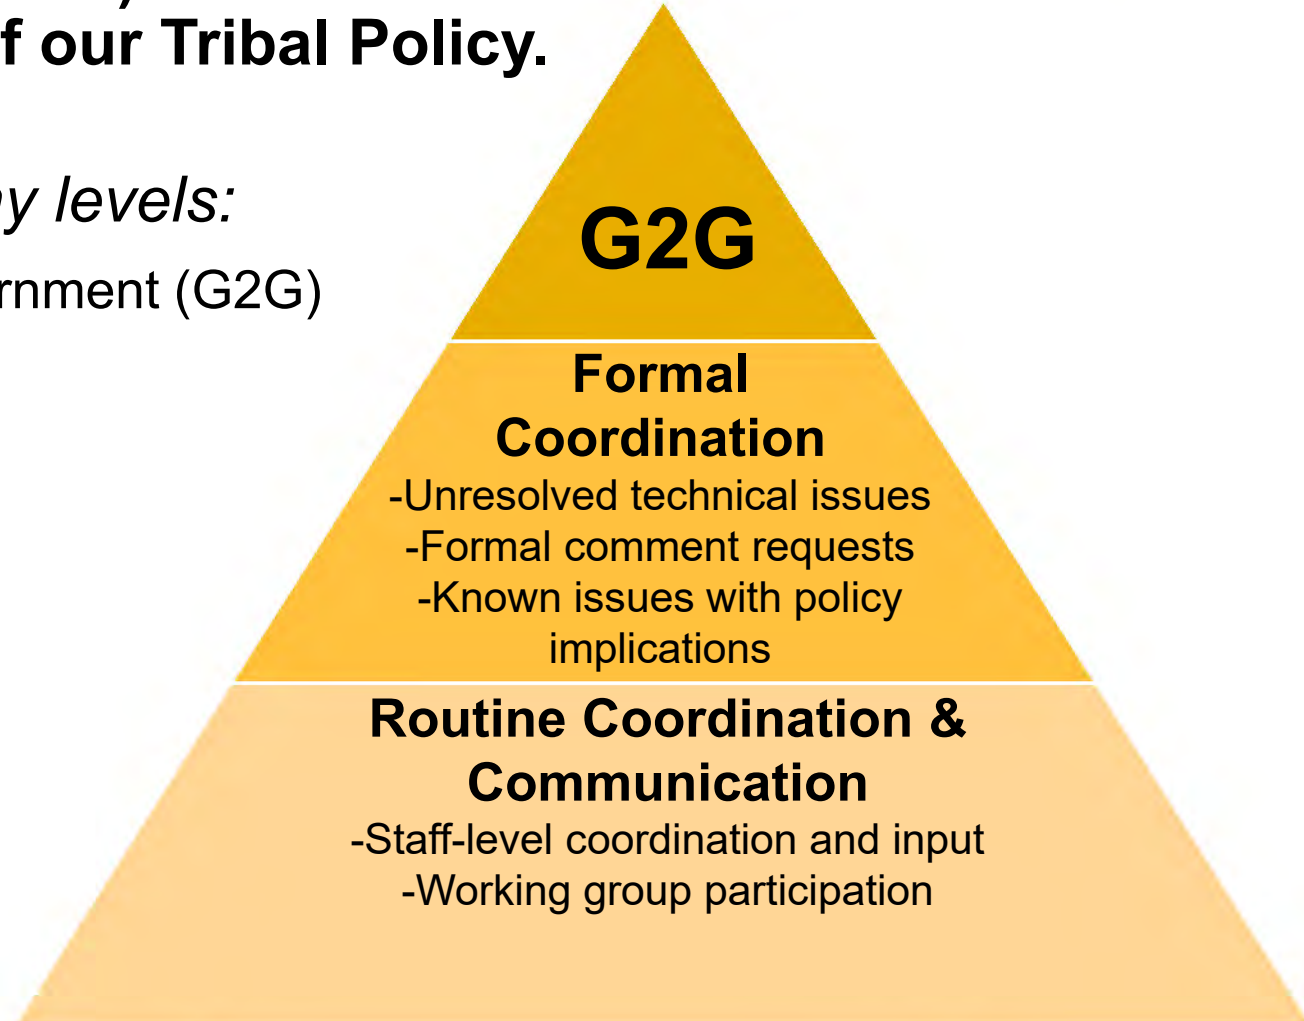 f our Tribal Policy.
y levels:
rnment (G2G)
G2G
Formal
Coordination
-Unresolved technical issues
-Formal comment requests
-Known issues with policy
implications
Routine Coordination &
Communication
-Staff-level coordination and input
-Working group participation